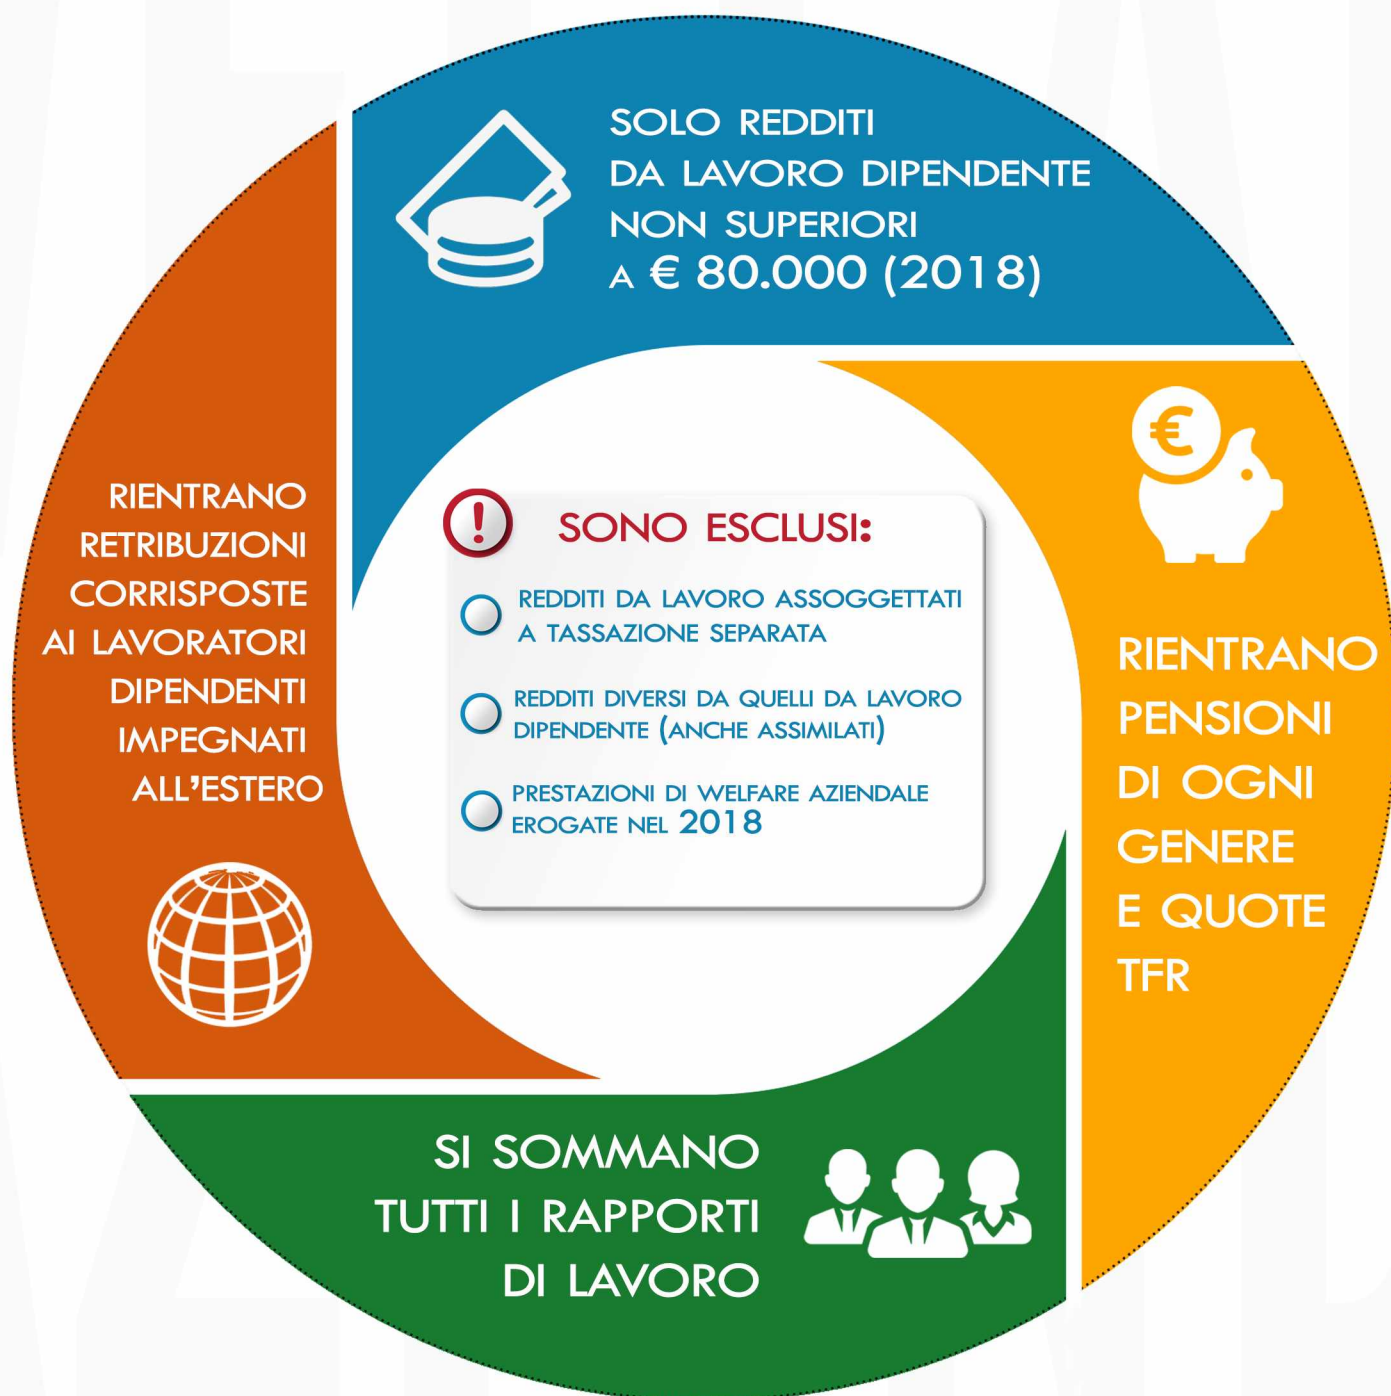 SOLO REDDITI
DA LAVORO DIPENDENTE
NON SUPERIORI
A € 80.000 (2018)
€
RIENTRANO
PENSIONI
DI OGNI
GENERE
E QUOTE
TFR
SI SOMMANO
TUTTI I RAPPORTI
DI LAVORO
RIENTRANO
RETRIBUZIONI
CORRISPOSTE
AI LAVORATORI
DIPENDENTI
IMPEGNATI
ALL'ESTERO
! SONO ESCLUSI:
REDDITI DA LAVORO ASSOGGETTATI
A TASSAZIONE SEPARATA
REDDITI DIVERSI DA QUELLI DA LAVORO
DIPENDENTE (ANCHE ASSIMILATI)
PRESTAZIONI DI WELFARE AZIENDALE
EROGATE NEL 2018